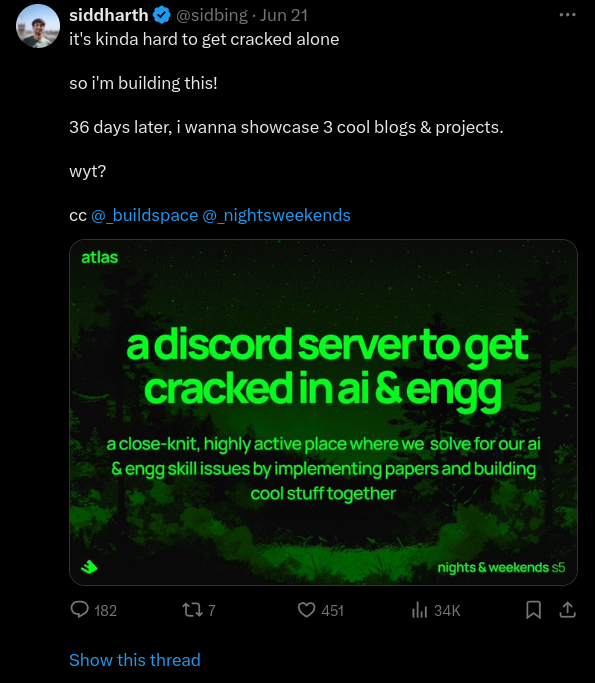 siddharth @sidbing · Jun 21
it's kinda hard to get cracked alone
so i'm building this!
36 days later, i wanna showcase 3 cool blogs & projects.
wyt?
cc @_buildspace @_nightsweekends
atlas
a discord server to get
cracked in ai & engg
a close-knit, highly active place where we solve for our ai
& engg skill issues by implementing papers and building
cool stuff together
nights & weekends s5
182 7 451 34K
Show this thread